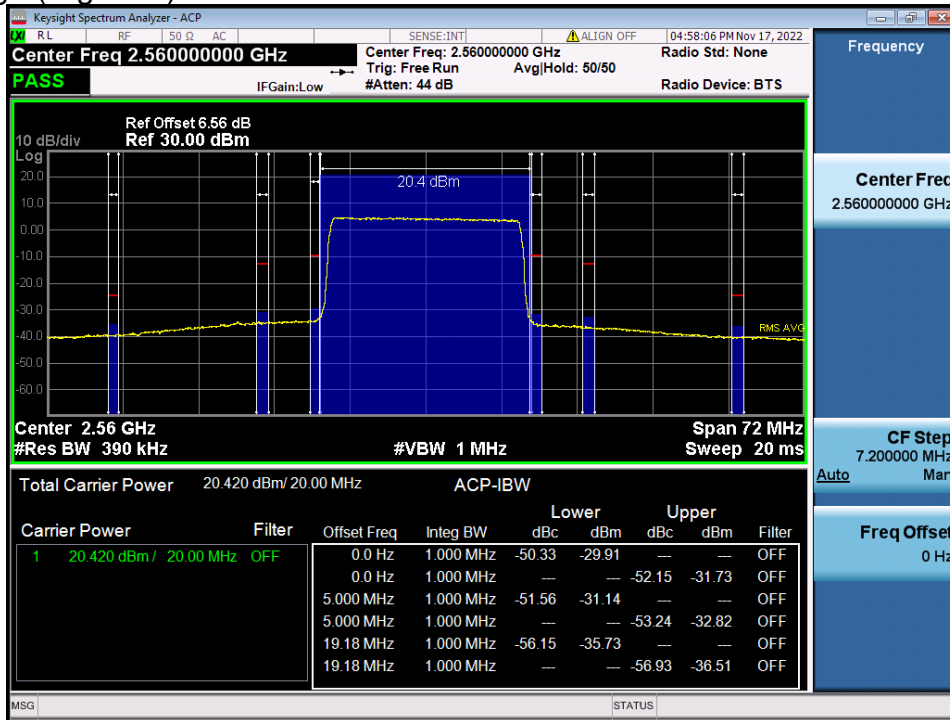 Keysight Spectrum Analyzer - ACP
LXI RL RF 50 Ω AC SENSE:INT ALIGN OFF 04:58:06 PM Nov 17, 2022
Center Freq 2.560000000 GHz Center Freq: 2.560000000 GHz Radio Std: None
Trig: Free Run Avg|Hold: 50/50
PASS IFGain:Low #Atten: 44 dB Radio Device: BTS
Ref Offset 6.56 dB
10 dB/div Ref 30.00 dBm
Log
20.0
20.4 dBm
10.0
0.00
-10.0
-20.0
-30.0
RMS AVG
-40.0
-50.0
-60.0
Center 2.56 GHz Span 72 MHz
#Res BW 390 kHz #VBW 1 MHz Sweep 20 ms
Total Carrier Power 20.420 dBm/ 20.00 MHz ACP-IBW
Lower Upper
Carrier Power Filter Offset Freq Integ BW dBc dBm dBc dBm Filter
1 20.420 dBm / 20.00 MHz OFF 0.0 Hz 1.000 MHz -50.33 -29.91 --- --- OFF
0.0 Hz 1.000 MHz --- --- -52.15 -31.73 OFF
5.000 MHz 1.000 MHz -51.56 -31.14 --- --- OFF
5.000 MHz 1.000 MHz --- --- -53.24 -32.82 OFF
19.18 MHz 1.000 MHz -56.15 -35.73 --- --- OFF
19.18 MHz 1.000 MHz --- --- -56.93 -36.51 OFF
MSG STATUS
Frequency
Center Freq
2.560000000 GHz
CF Step
7.200000 MHz
Auto Man
Freq Offset
0 Hz